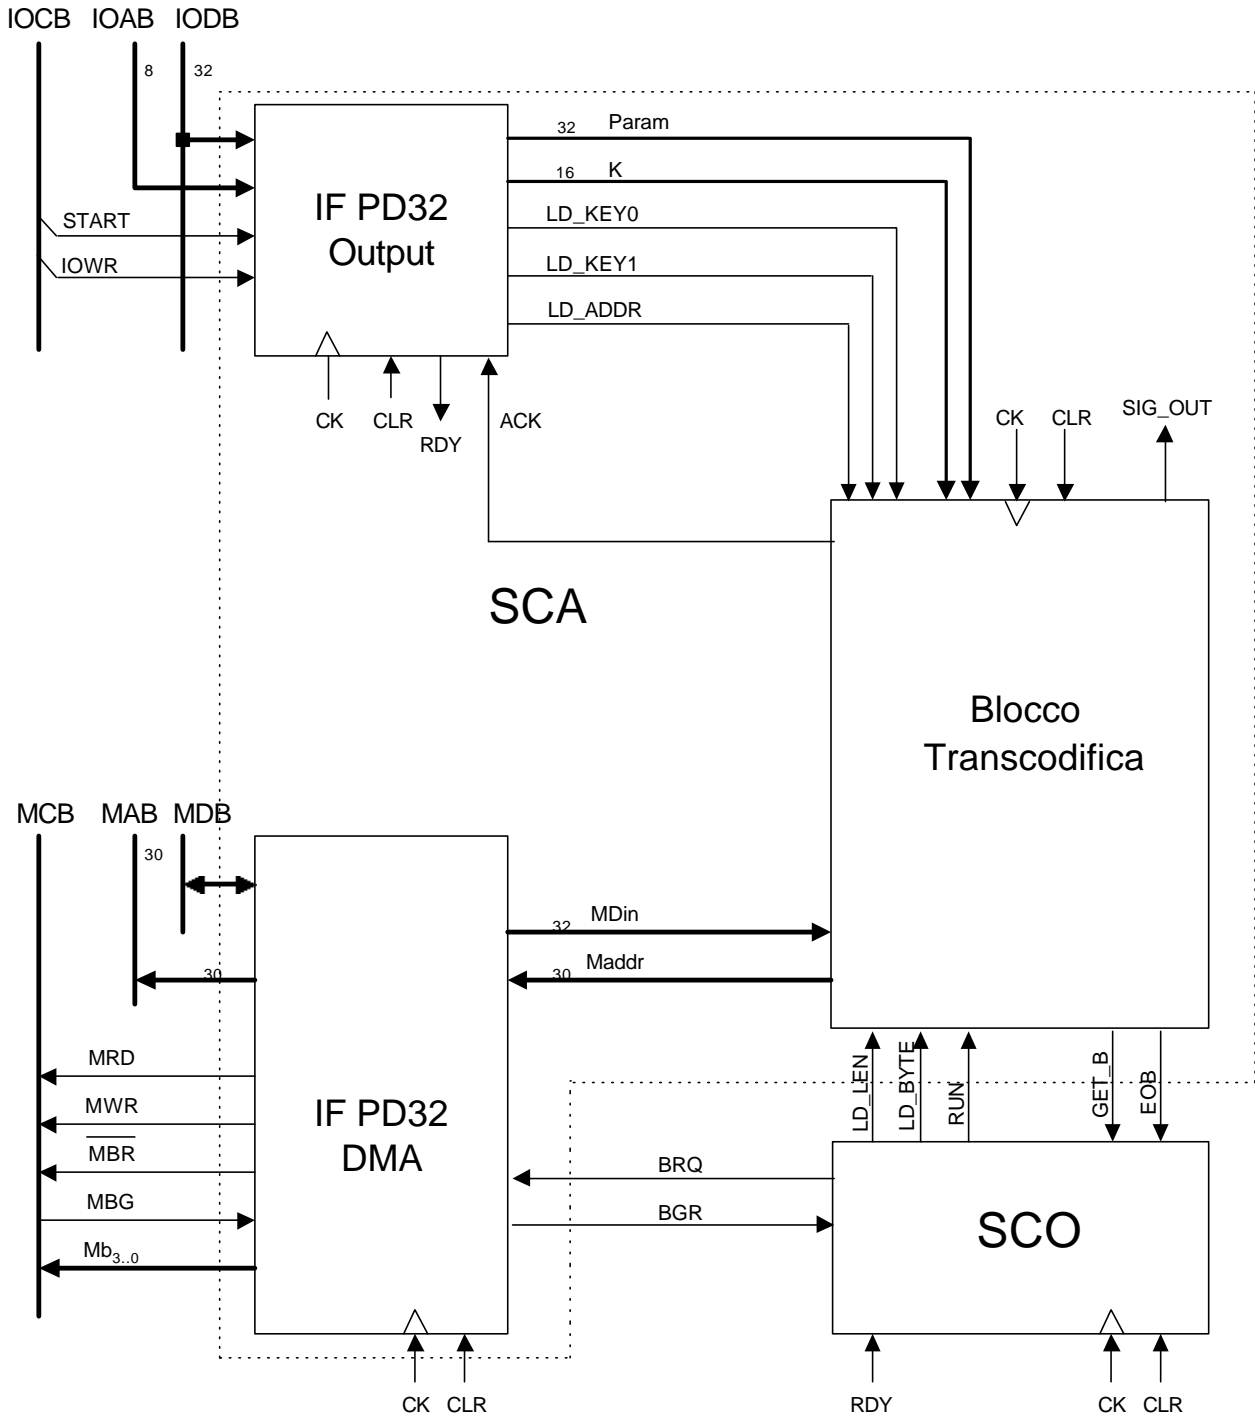 IOCB IOAB IODB
8 32
32 Param
16 K
IF PD32
Output
START
IOWR
LD_KEY0
LD_KEY1
LD_ADDR
CK CLR RDY ACK
CK CLR SIG_OUT
SCA
Blocco
Transcodifica
MCB MAB MDB
30
32 MDin
30
30 Maddr
MRD
MWR
MBR
MBG
Mb3..0
IF PD32
DMA
LD_LEN
LD_BYTE
RUN
GET_B
EOB
BRQ
BGR
SCO
CK CLR
RDY CK CLR